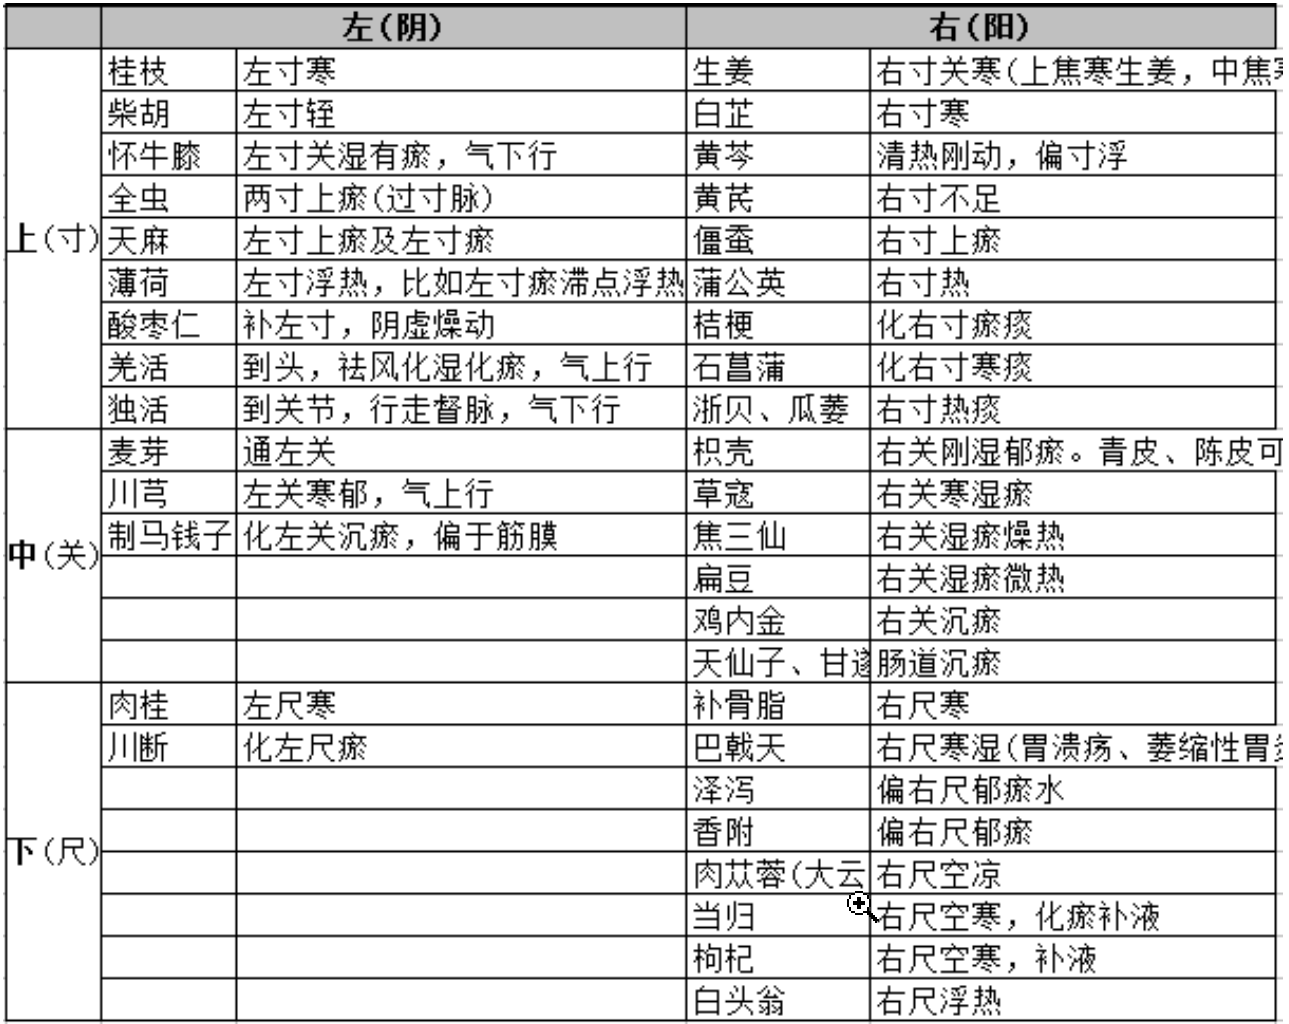 左(阴) 右(阳)
上(寸)
桂枝 左寸寒 生姜 右寸关寒(上焦寒生姜，中焦
柴胡 左寸轾 白芷 右寸寒
怀牛膝 左寸关湿有瘀，气下行 黄芩 清热刚动，偏寸浮
全虫 两寸上瘀(过寸脉) 黄芪 右寸不足
天麻 左寸上瘀及左寸瘀 僵蚕 右寸上瘀
薄荷 左寸浮热，比如左寸瘀滞点浮热 蒲公英 右寸热
酸枣仁 补左寸，阴虚燥动 桔梗 化右寸瘀痰
羌活 到头，祛风化湿化瘀，气上行 石菖蒲 化右寸寒痰
独活 到关节，行走督脉，气下行 浙贝、瓜蒌 右寸热痰
中(关)
麦芽 通左关 枳壳 右关刚湿郁瘀。青皮、陈皮可
川芎 左关寒郁，气上行 草寇 右关寒湿瘀
制马钱子 化左关沉瘀，偏于筋膜 焦三仙 右关湿瘀燥热
扁豆 右关湿瘀微热
鸡内金 右关沉瘀
天仙子、甘遂 肠道沉瘀
下(尺)
肉桂 左尺寒 补骨脂 右尺寒
川断 化左尺瘀 巴戟天 右尺寒湿(胃溃疡、萎缩性胃
泽泻 偏右尺郁瘀水
香附 偏右尺郁瘀
肉苁蓉(大云 右尺空凉
当归 右尺空寒，化瘀补液
枸杞 右尺空寒，补液
白头翁 右尺浮热